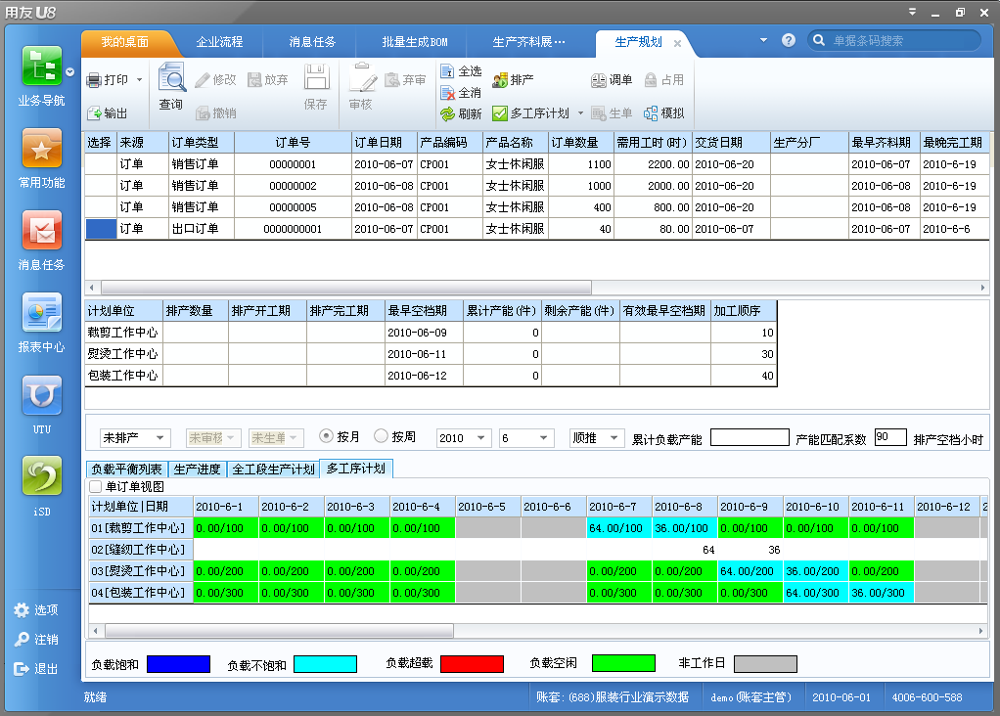 用友 U8
我的桌面 企业流程 消息任务 批量生成BOM 生产齐料展… 生产规划 单据条码搜索
业务导航
常用功能
消息任务
报表中心
UTU
iSD
选项
注销
退出
打印 查询 修改 放弃 保存 审核 弃审 全选 排产 调单 占用
输出 撤销 全消
刷新 多工序计划 生单 模拟
选择 来源 订单类型 订单号 订单日期 产品编码 产品名称 订单数量 需用工时(时) 交货日期 生产分厂 最早齐料期 最晚完工期
订单 销售订单 00000001 2010-06-07 CP001 女士休闲服 1100 2200.00 2010-06-20 2010-06-07 2010-6-19
订单 销售订单 00000002 2010-06-08 CP001 女士休闲服 1000 2000.00 2010-06-20 2010-06-08 2010-6-19
订单 销售订单 00000005 2010-06-08 CP001 女士休闲服 400 800.00 2010-06-20 2010-06-08 2010-6-19
订单 出口订单 0000000001 2010-06-07 CP001 女士休闲服 40 80.00 2010-06-07 2010-06-07 2010-6-6
计划单位 排产数量 排产开工期 排产完工期 最早空档期 累计产能(件) 剩余产能(件) 有效最早空档期 加工顺序
裁剪工作中心 2010-06-09 0 10
熨烫工作中心 2010-06-11 0 30
包装工作中心 2010-06-12 0 40
未排产 未审核 未生单 按月 按周 2010 6 顺推 累计负载产能 产能匹配系数 90 排产空档小时
负载平衡列表 生产进度 全工段生产计划 多工序计划
单订单视图
计划单位|日期 2010-6-1 2010-6-2 2010-6-3 2010-6-4 2010-6-5 2010-6-6 2010-6-7 2010-6-8 2010-6-9 2010-6-10 2010-6-11 2010-6-12 2
01[裁剪工作中心] 0.00/100 0.00/100 0.00/100 0.00/100 64.00/100 36.00/100 0.00/100 0.00/100 0.00/100
02[缝纫工作中心] 64 36
03[熨烫工作中心] 0.00/200 0.00/200 0.00/200 0.00/200 0.00/200 0.00/200 64.00/200 36.00/200 0.00/200
04[包装工作中心] 0.00/300 0.00/300 0.00/300 0.00/300 0.00/300 0.00/300 0.00/300 64.00/300 36.00/300
负载饱和 负载不饱和 负载超载 负载空闲 非工作日
就绪 账套: (688)服装行业演示数据 demo(账套主管) 2010-06-01 4006-600-588